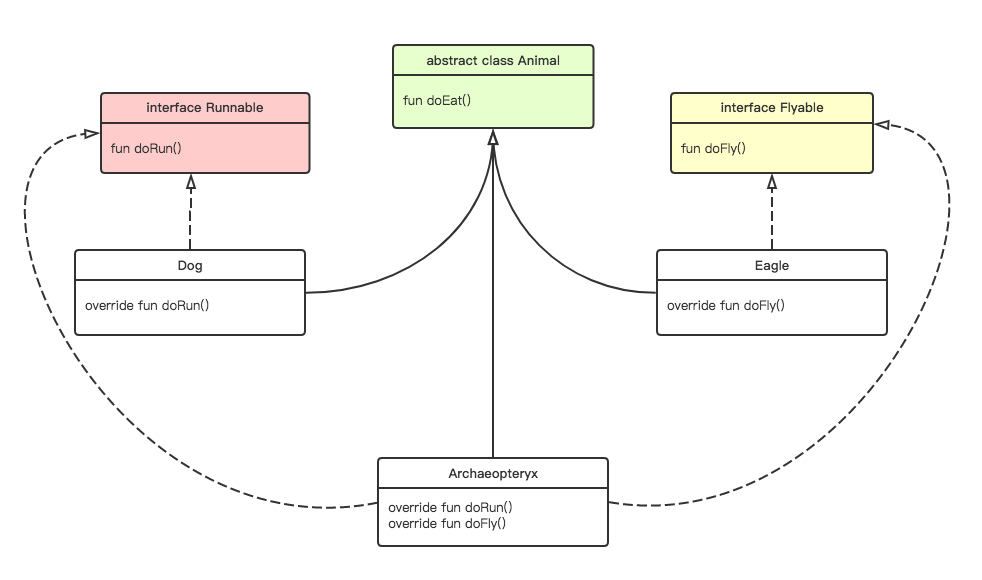 abstract class Animal
fun doEat()
interface Runnable
fun doRun()
interface Flyable
fun doFly()
Dog
override fun doRun()
Eagle
override fun doFly()
Archaeopteryx
override fun doRun()
override fun doFly()